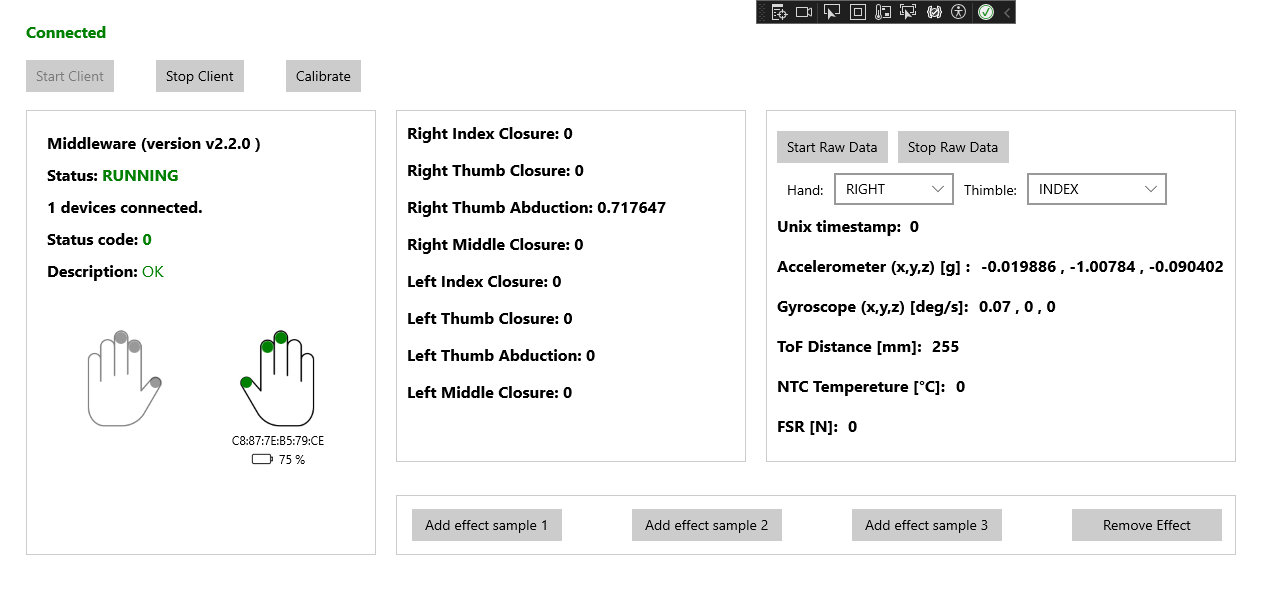 Connected
Start Client
Stop Client
Calibrate
Middleware (version v2.2.0 )
Status: RUNNING
1 devices connected.
Status code: 0
Description: OK
C8:87:7E:B5:79:CE
75 %
Right Index Closure: 0
Right Thumb Closure: 0
Right Thumb Abduction: 0.717647
Right Middle Closure: 0
Left Index Closure: 0
Left Thumb Closure: 0
Left Thumb Abduction: 0
Left Middle Closure: 0
Start Raw Data
Stop Raw Data
Hand: RIGHT Thimble: INDEX
Unix timestamp: 0
Accelerometer (x,y,z) [g] : -0.019886 , -1.00784 , -0.090402
Gyroscope (x,y,z) [deg/s]: 0.07 , 0 , 0
ToF Distance [mm]: 255
NTC Tempereture [°C]: 0
FSR [N]: 0
Add effect sample 1
Add effect sample 2
Add effect sample 3
Remove Effect